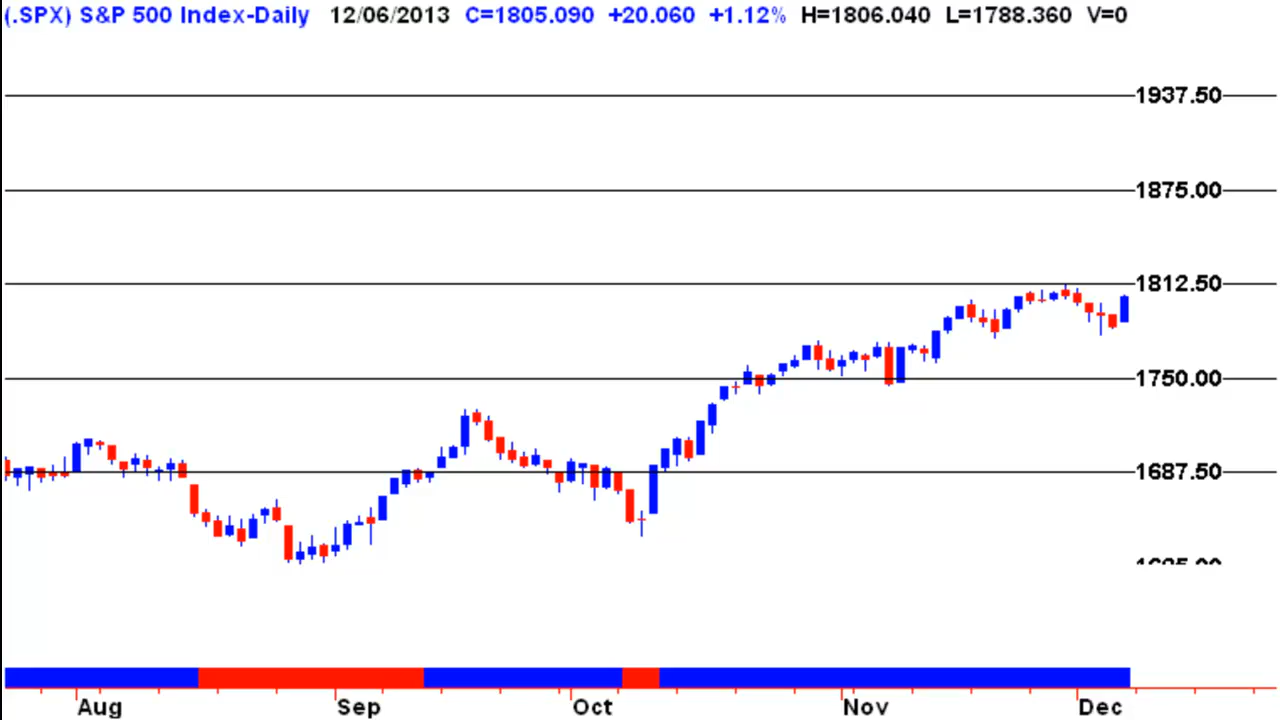 (.SPX) S&P 500 Index-Daily 12/06/2013 C=1805.090 +20.060 +1.12% H=1806.040 L=1788.360 V=0
1937.50
1875.00
1812.50
1750.00
1687.50
Aug Sep Oct Nov Dec